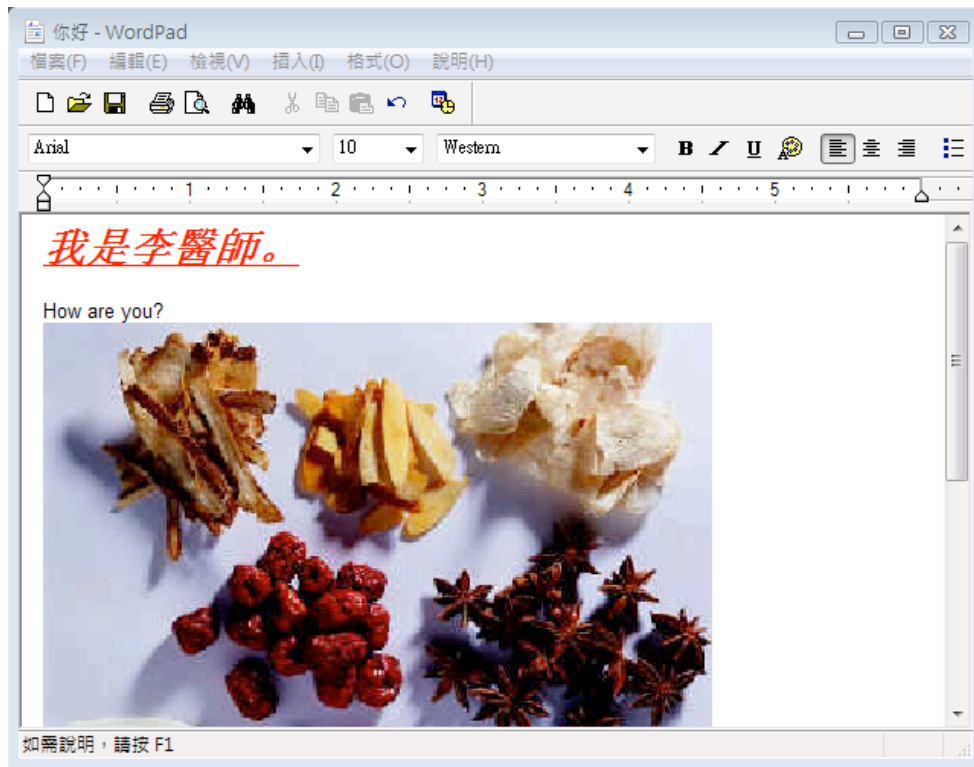 你好 - WordPad
檔案(F) 編輯(E) 檢視(V) 插入(I) 格式(O) 說明(H)
Arial 10 Western B I U
1 2 3 4 5
我是李醫師。
How are you?
如需說明，請按 F1